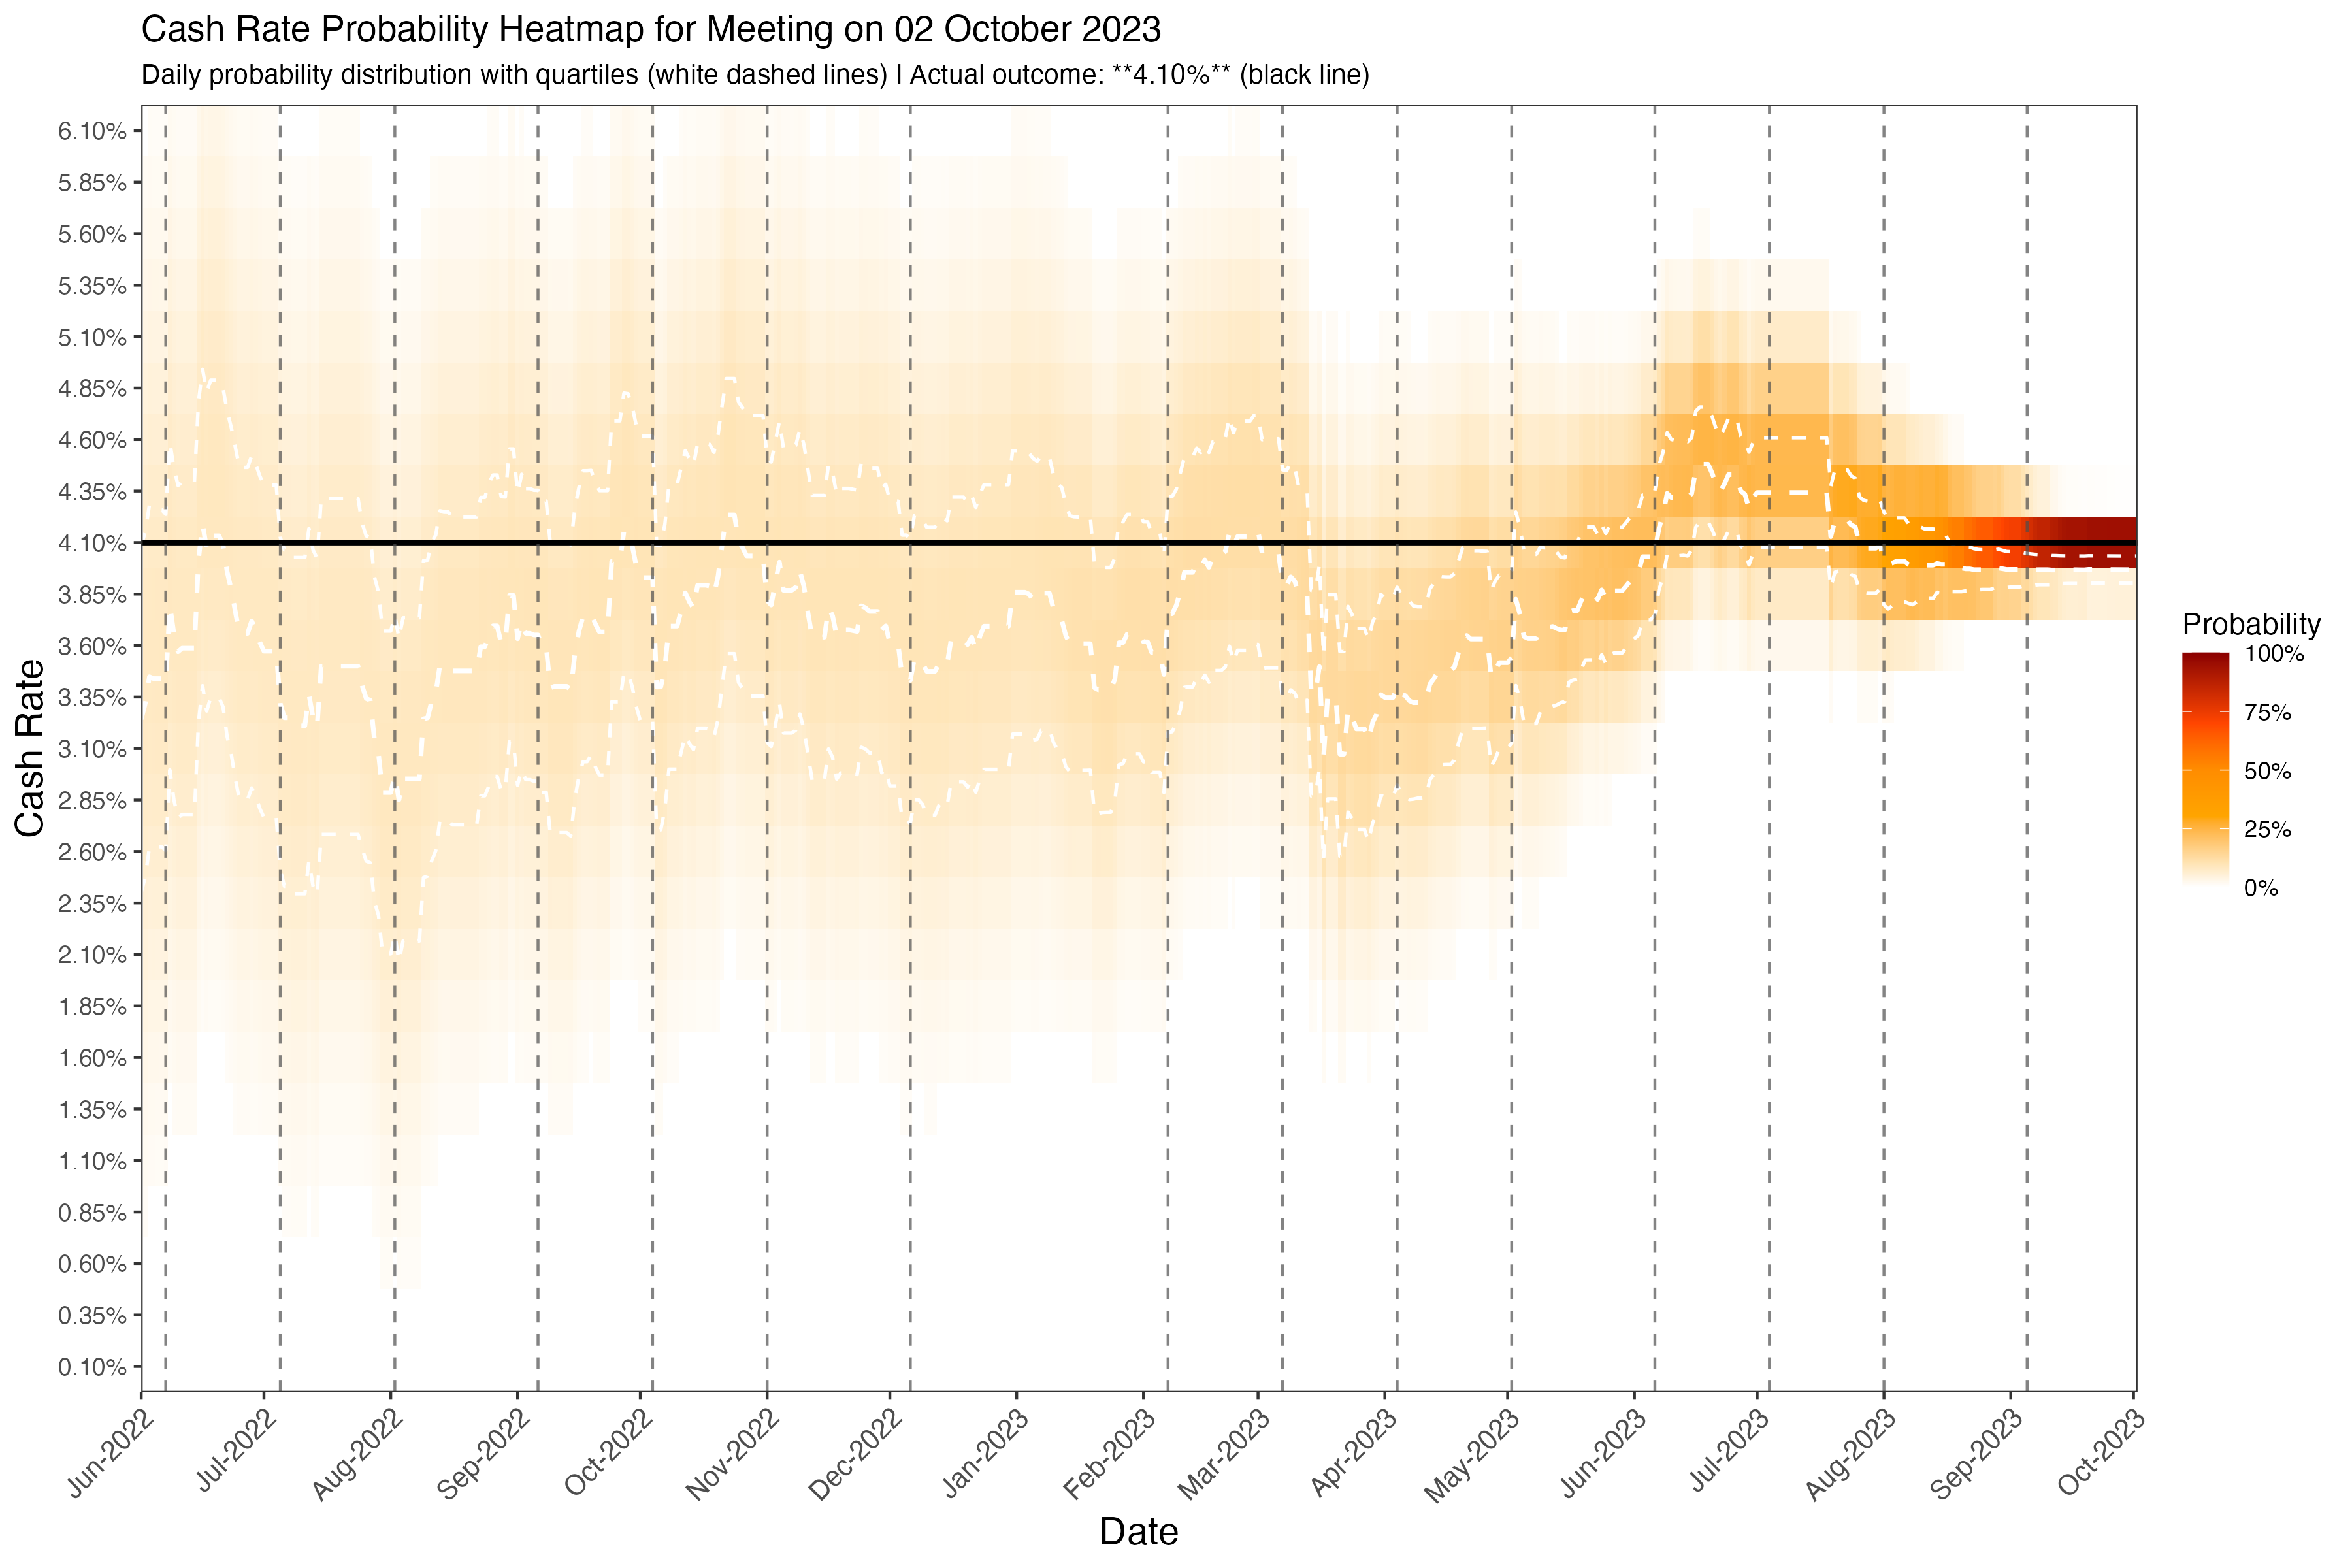 Cash Rate Probability Heatmap for Meeting on 02 October 2023
Daily probability distribution with quartiles (white dashed lines) | Actual outcome: **4.10%** (black line)
6.10%
5.85%
5.60%
5.35%
5.10%
4.85%
4.60%
4.35%
4.10%
3.85%
3.60%
3.35%
3.10%
2.85%
2.60%
2.35%
2.10%
1.85%
1.60%
1.35%
1.10%
0.85%
0.60%
0.35%
0.10%
Cash Rate
Jun-2022
Jul-2022
Aug-2022
Sep-2022
Oct-2022
Nov-2022
Dec-2022
Jan-2023
Feb-2023
Mar-2023
Apr-2023
May-2023
Jun-2023
Jul-2023
Aug-2023
Sep-2023
Oct-2023
Date
Probability
100%
75%
50%
25%
0%